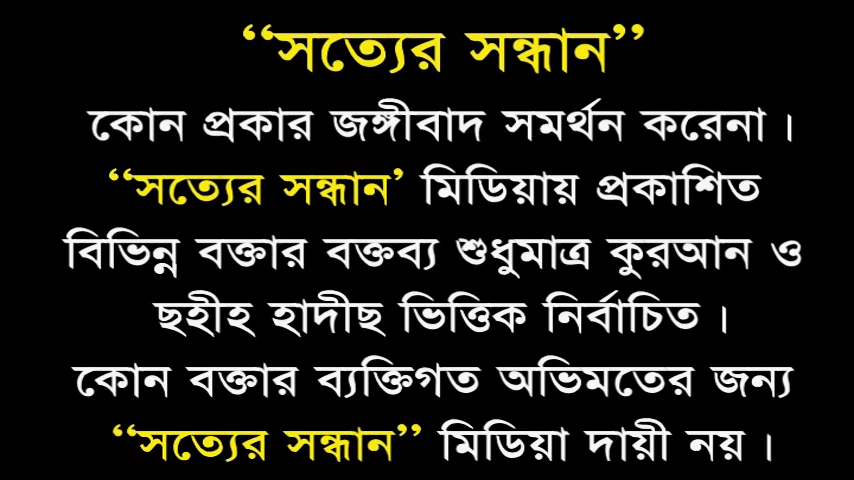 ‘‘সত্যের সন্ধান’’
কোন প্রকার জঙ্গীবাদ সমর্থন করেনা।
‘‘সত্যের সন্ধান’ মিডিয়ায় প্রকাশিত
বিভিন্ন বক্তার বক্তব্য শুধুমাত্র কুরআন ও
ছহীহ হাদীছ ভিত্তিক নির্বাচিত।
কোন বক্তার ব্যক্তিগত অভিমতের জন্য
‘‘সত্যের সন্ধান’’ মিডিয়া দায়ী নয়।